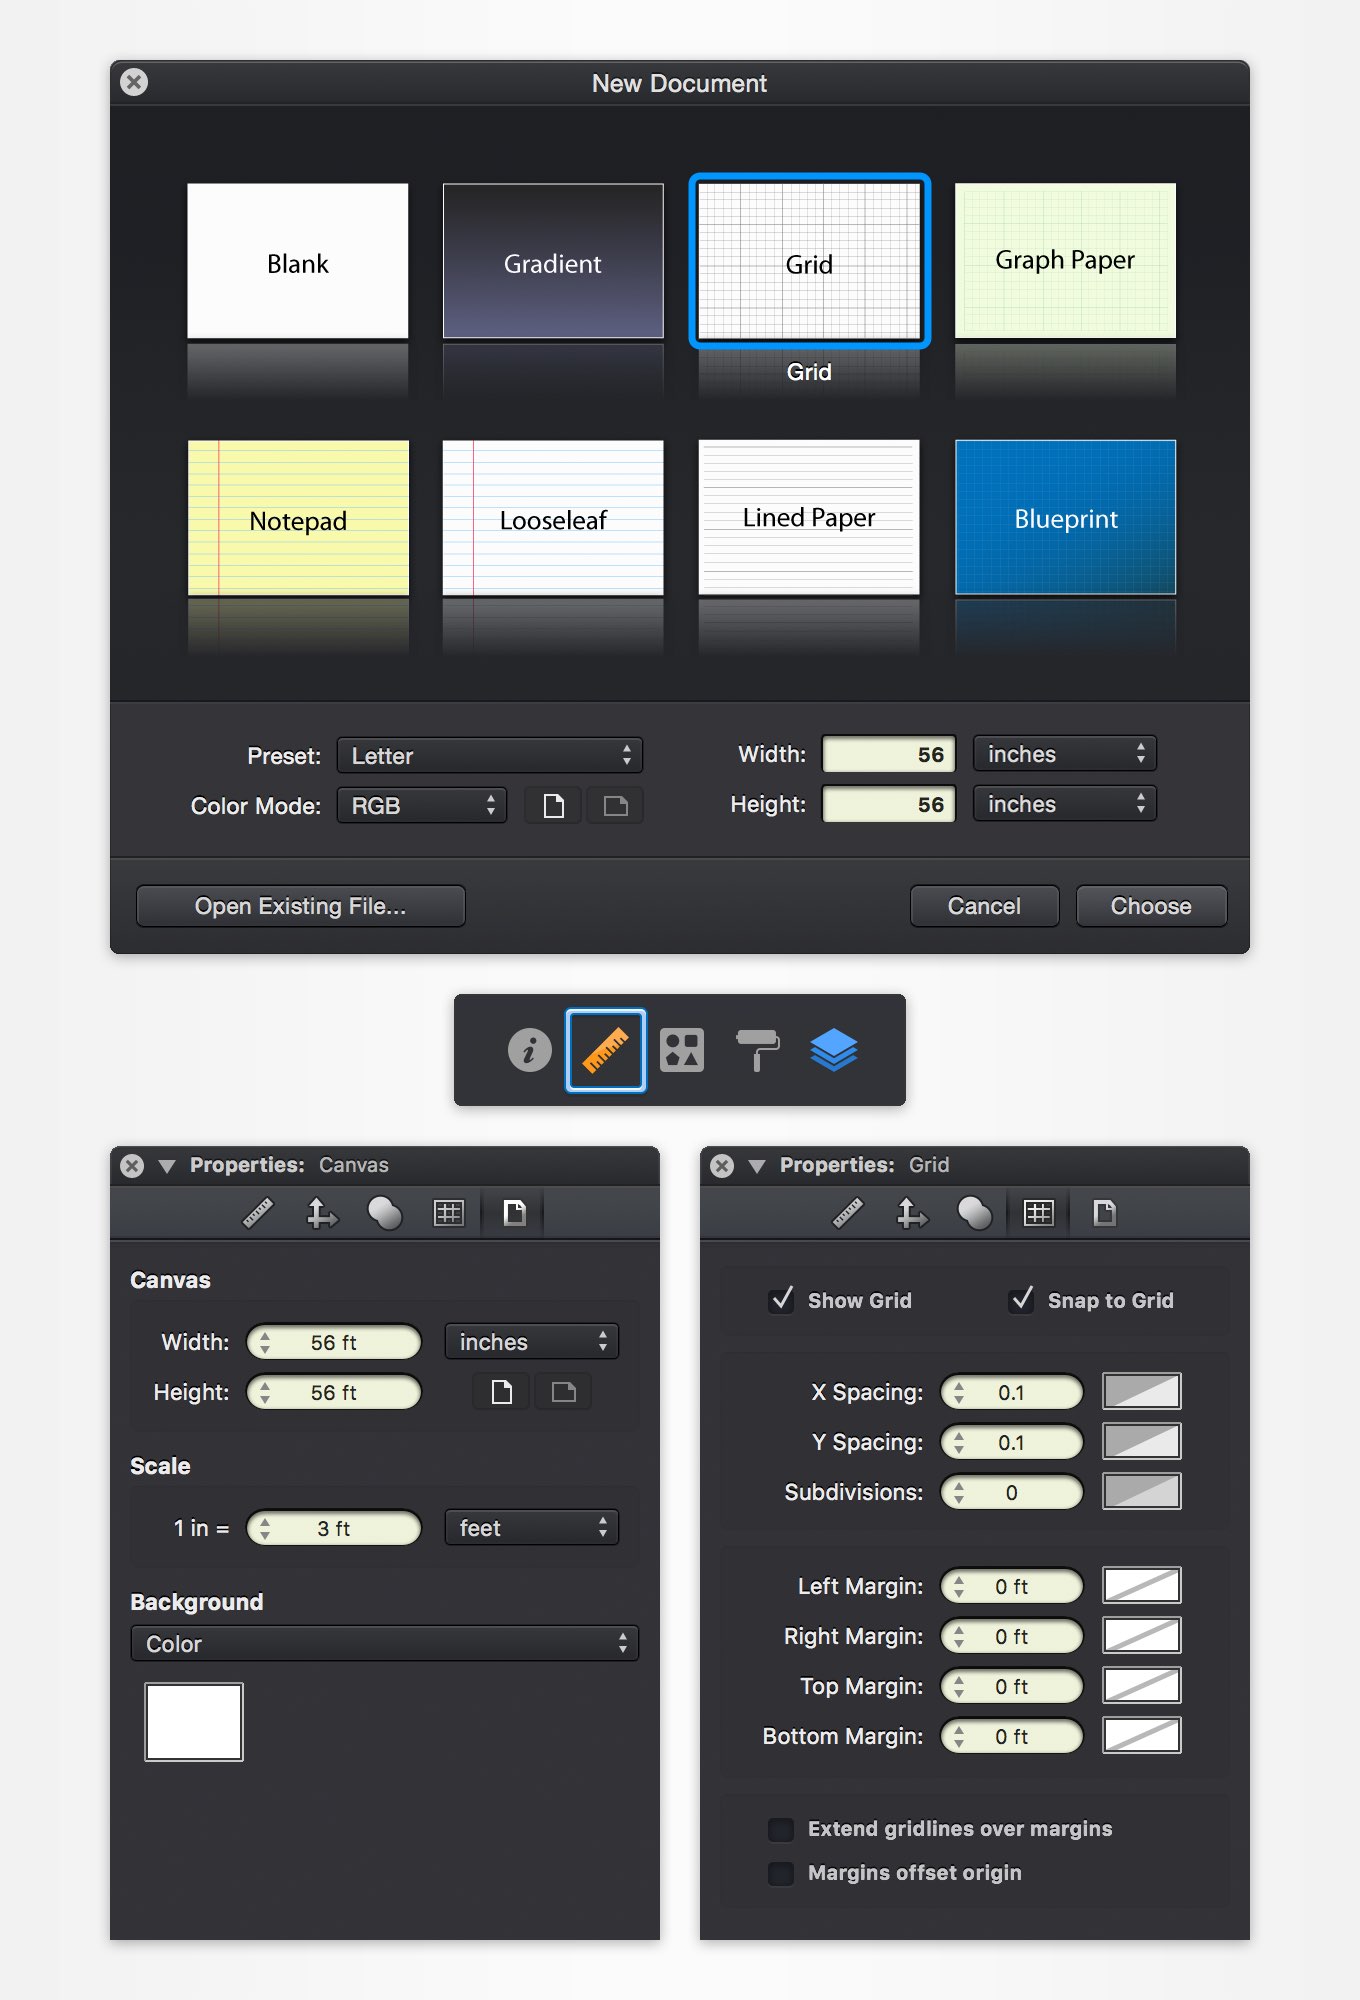 New Document
Blank
Gradient
Grid
Graph Paper
Grid
Notepad
Looseleaf
Lined Paper
Blueprint
Preset: Letter
Width: 56 inches
Color Mode: RGB
Height: 56 inches
Open Existing File...
Cancel
Choose
i
Properties: Canvas
Canvas
Width: 56 ft inches
Height: 56 ft
Scale
1 in = 3 ft feet
Background
Color
Properties: Grid
Show Grid
Snap to Grid
X Spacing: 0.1
Y Spacing: 0.1
Subdivisions: 0
Left Margin: 0 ft
Right Margin: 0 ft
Top Margin: 0 ft
Bottom Margin: 0 ft
Extend gridlines over margins
Margins offset origin